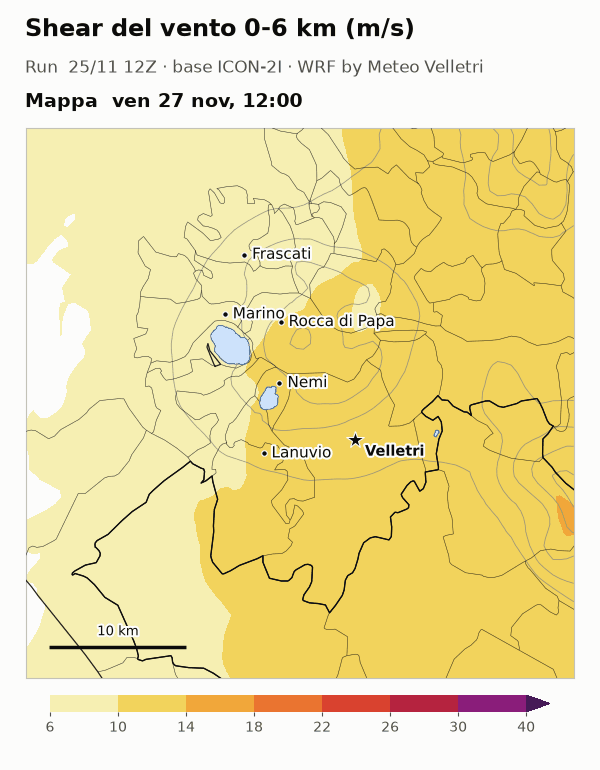 Shear del vento 0-6 km (m/s)
Run  25/11 12Z · base ICON-2I · WRF by Meteo Velletri
Mappa  ven 27 nov, 12:00
Frascati
Marino
Rocca di Papa
Nemi
Velletri
Lanuvio
10 km
6 10 14 18 22 26 30 40